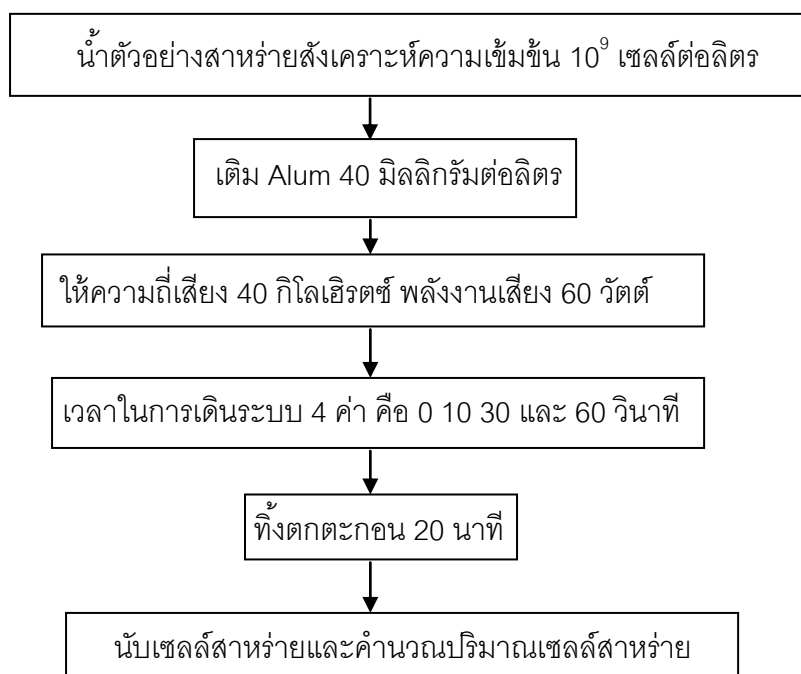 น้ำตัวอย่างสาหร่ายสังเคราะห์ความเข้มข้น 10⁹ เซลล์ต่อลิตร
เติม Alum 40 มิลลิกรัมต่อลิตร
ให้ความถี่เสียง 40 กิโลเฮิรตซ์ พลังงานเสียง 60 วัตต์
เวลาในการเดินระบบ 4 ค่า คือ 0 10 30 และ 60 วินาที
ทิ้งตกตะกอน 20 นาที
นับเซลล์สาหร่ายและคำนวณปริมาณเซลล์สาหร่าย